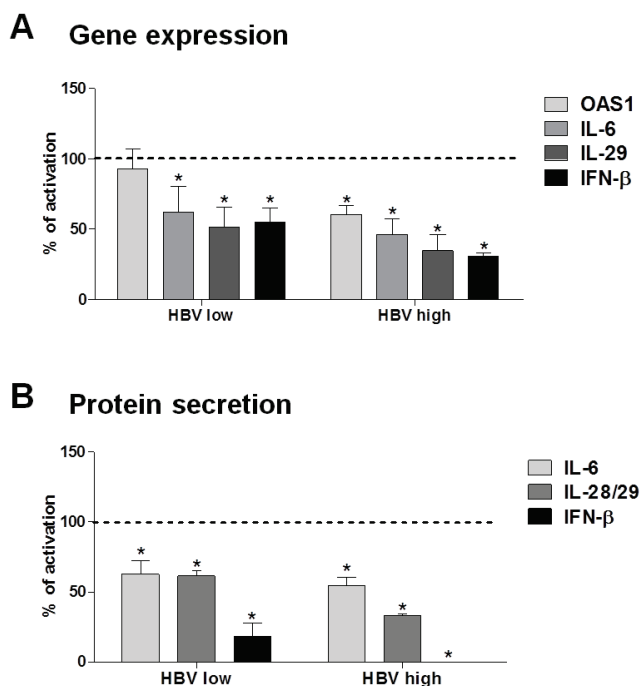 A Gene expression
150
100
50
0
% of activation
* * * * * * *
HBV low HBV high
OAS1
IL-6
IL-29
IFN-β
B Protein secretion
150
100
50
0
% of activation
* * * * * *
HBV low HBV high
IL-6
IL-28/29
IFN-β